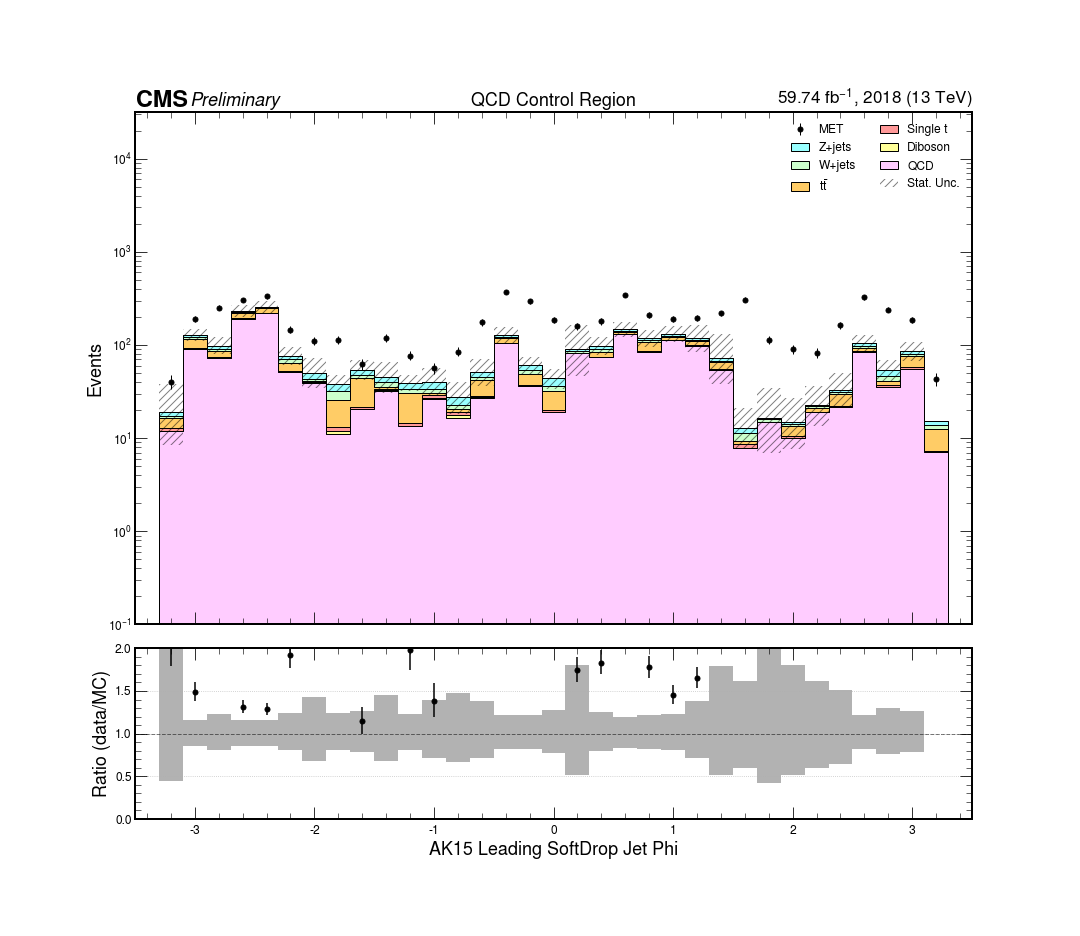 CMS Preliminary QCD Control Region 59.74 fb⁻¹, 2018 (13 TeV)
MET Single t
Z+jets Diboson
W+jets QCD
tt̄ Stat. Unc.
10⁴
10³
10²
10¹
10⁰
10⁻¹
Events
2.0
1.5
1.0
0.5
0.0
Ratio (data/MC)
-3 -2 -1 0 1 2 3
AK15 Leading SoftDrop Jet Phi